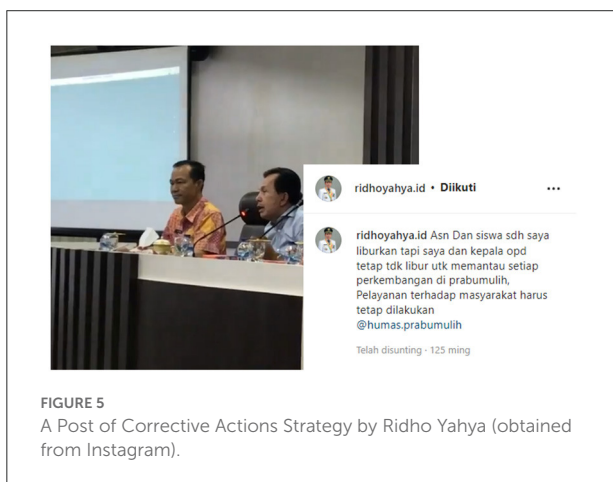 ridhoyahya.id • Diikuti
...
ridhoyahya.id Asn Dan siswa sdh saya
liburkan tapi saya dan kepala opd
tetap tdk libur utk memantau setiap
perkembangan di prabumulih,
Pelayanan terhadap masyarakat harus
tetap dilakukan
@humas.prabumulih
Telah disunting · 125 ming
FIGURE 5
A Post of Corrective Actions Strategy by Ridho Yahya (obtained
from Instagram).